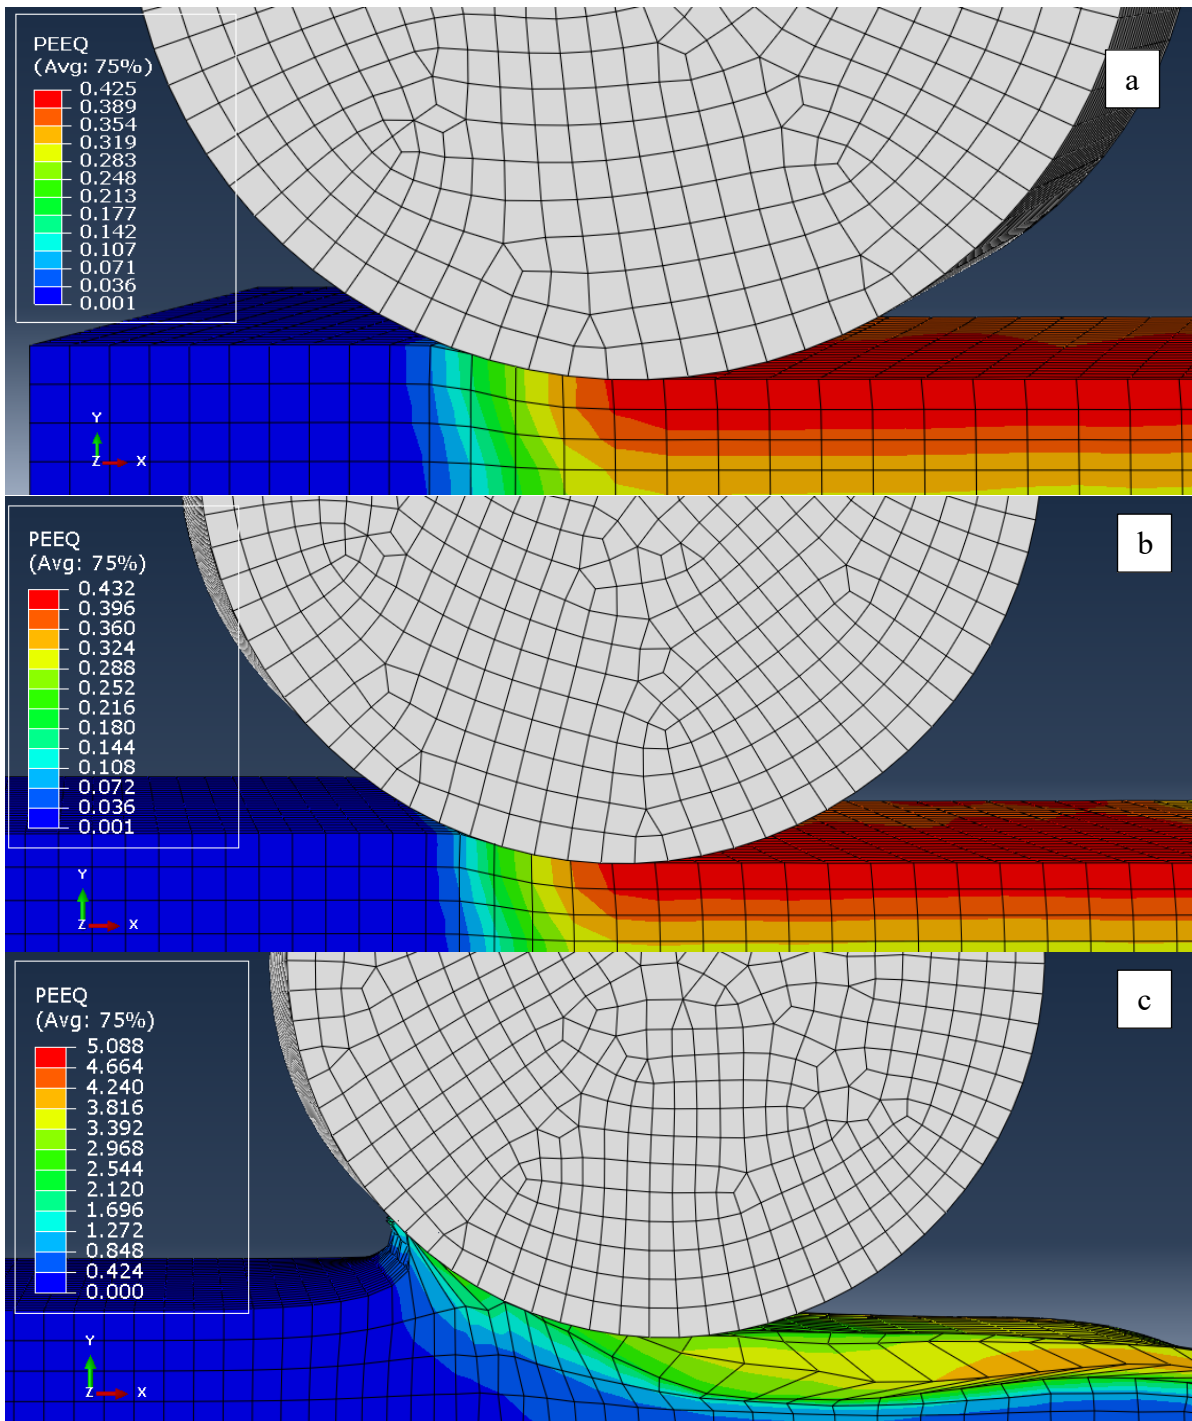 PEEQ
(Avg: 75%)
0.425
0.389
0.354
0.319
0.283
0.248
0.213
0.177
0.142
0.107
0.071
0.036
0.001
a
Y
Z X
PEEQ
(Avg: 75%)
0.432
0.396
0.360
0.324
0.288
0.252
0.216
0.180
0.144
0.108
0.072
0.036
0.001
b
Y
Z X
PEEQ
(Avg: 75%)
5.088
4.664
4.240
3.816
3.392
2.968
2.544
2.120
1.696
1.272
0.848
0.424
0.000
c
Y
Z X